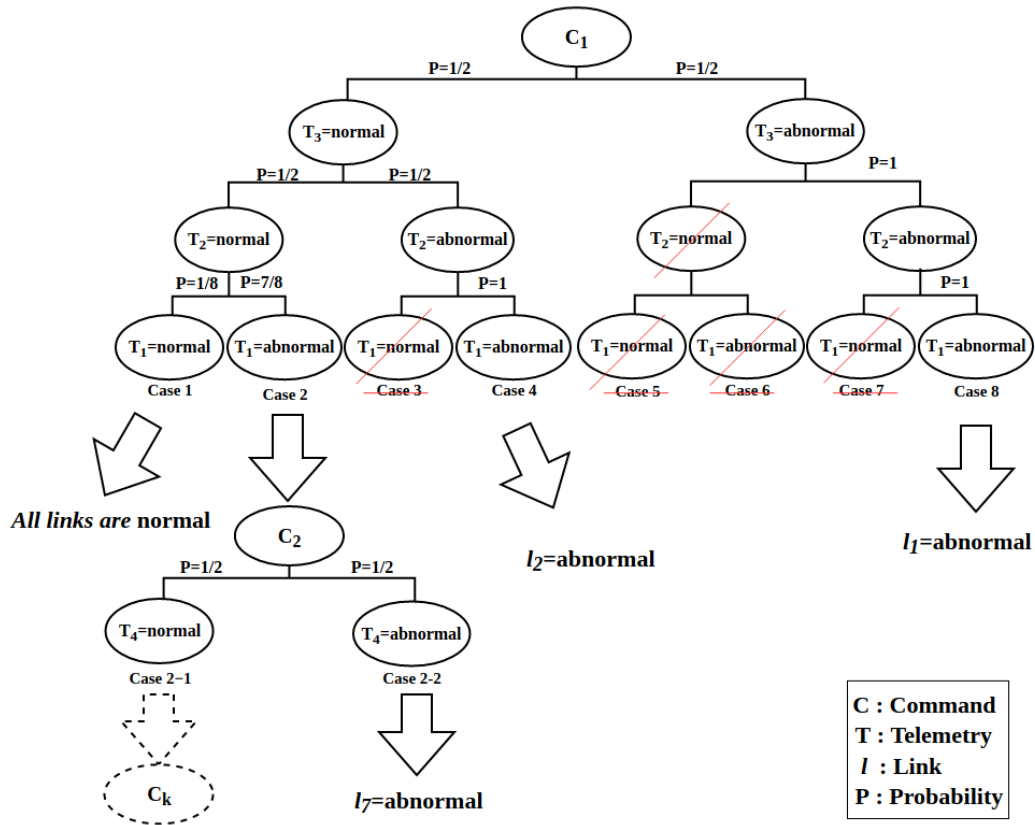 C1
P=1/2 P=1/2
T3=normal T3=abnormal
P=1/2 P=1/2 P=1
T2=normal T2=abnormal T2=normal T2=abnormal
P=1/8 P=7/8 P=1 P=1
T1=normal T1=abnormal T1=normal T1=abnormal T1=normal T1=abnormal T1=normal T1=abnormal
Case 1 Case 2 Case 3 Case 4 Case 5 Case 6 Case 7 Case 8
All links are normal
C2
l2=abnormal
l1=abnormal
P=1/2 P=1/2
T4=normal T4=abnormal
Case 2−1 Case 2-2
Ck
l7=abnormal
C : Command
T : Telemetry
l : Link
P : Probability